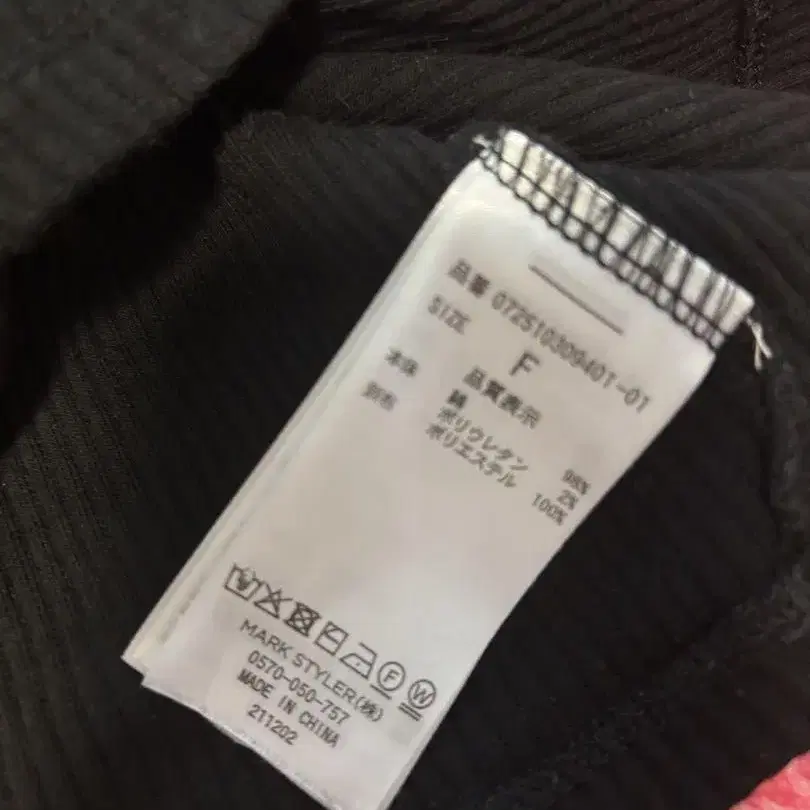 品番 072510309401-01
SIZE
F
品質表示
本体 綿 98%
ポリウレタン 2%
別布 ポリエステル 100%
MARK STYLER(株)
0570-050-757
MADE IN CHINA
211202